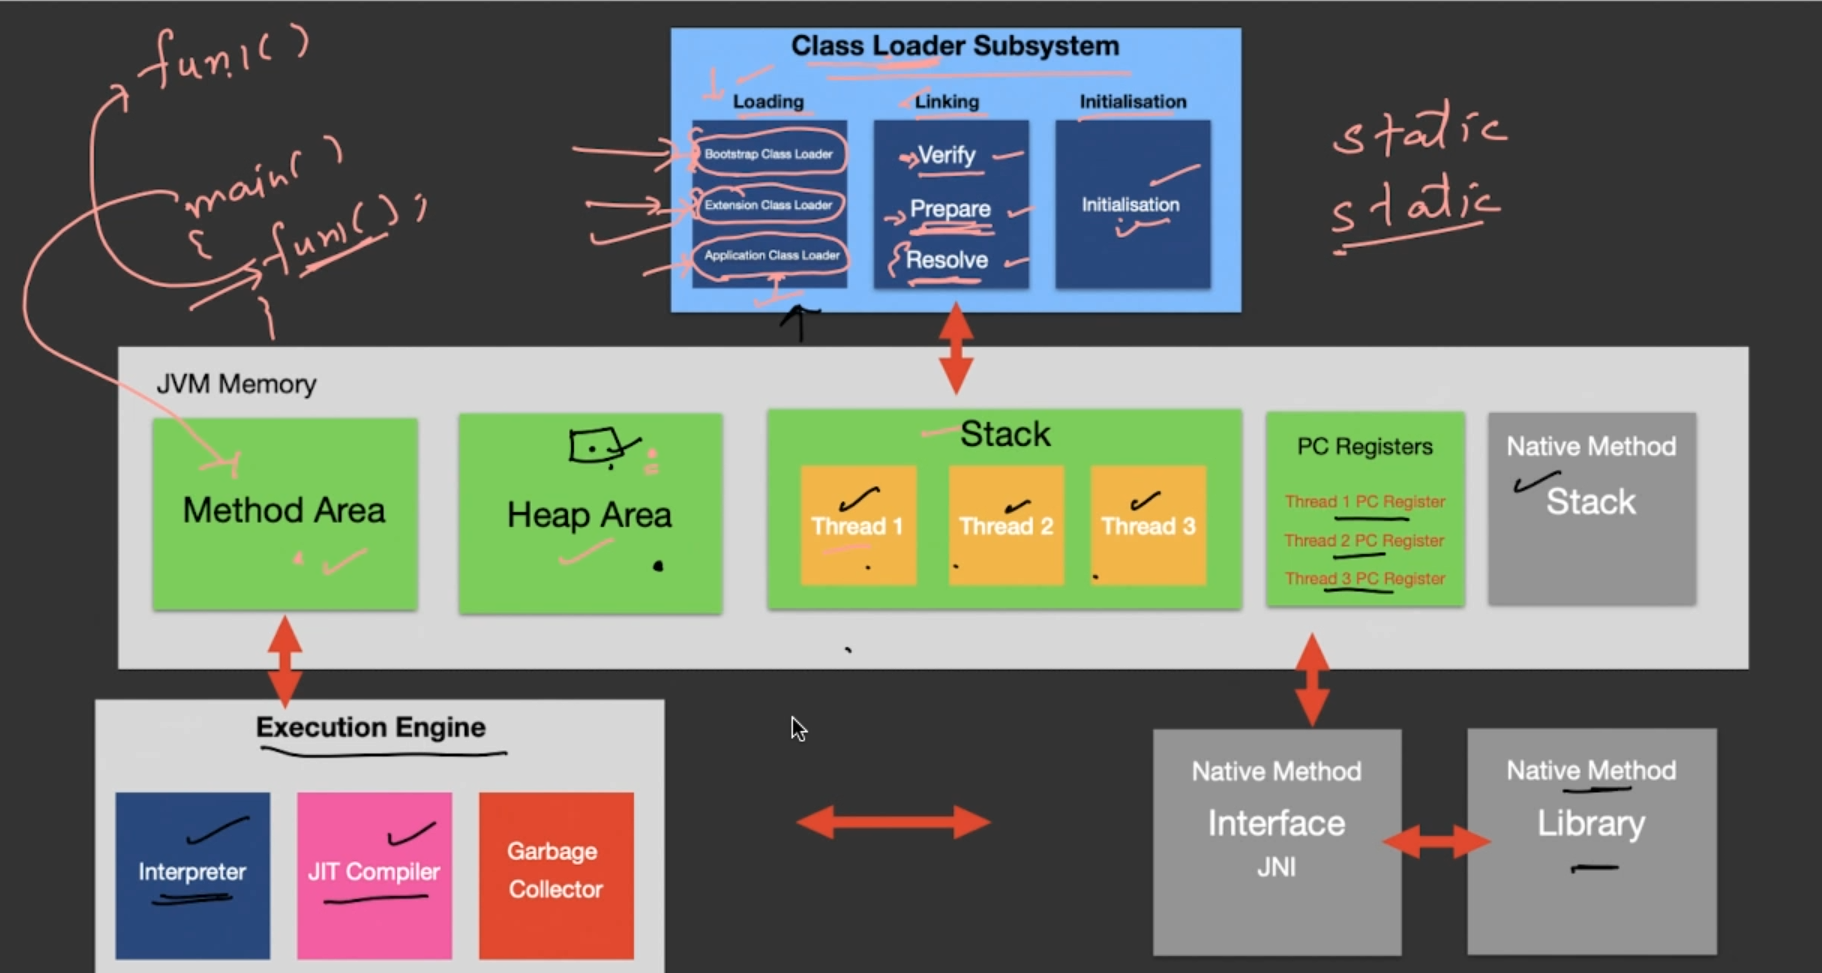 fun1()
main()
{
fun1();
}
static
static
Class Loader Subsystem
Loading
Linking
Initialisation
Bootstrap Class Loader
Extension Class Loader
Application Class Loader
Verify
Prepare
Resolve
Initialisation
JVM Memory
Method Area
Heap Area
Stack
Thread 1
Thread 2
Thread 3
PC Registers
Thread 1 PC Register
Thread 2 PC Register
Thread 3 PC Register
Native Method
Stack
Execution Engine
Interpreter
JIT Compiler
Garbage
Collector
Native Method
Interface
JNI
Native Method
Library